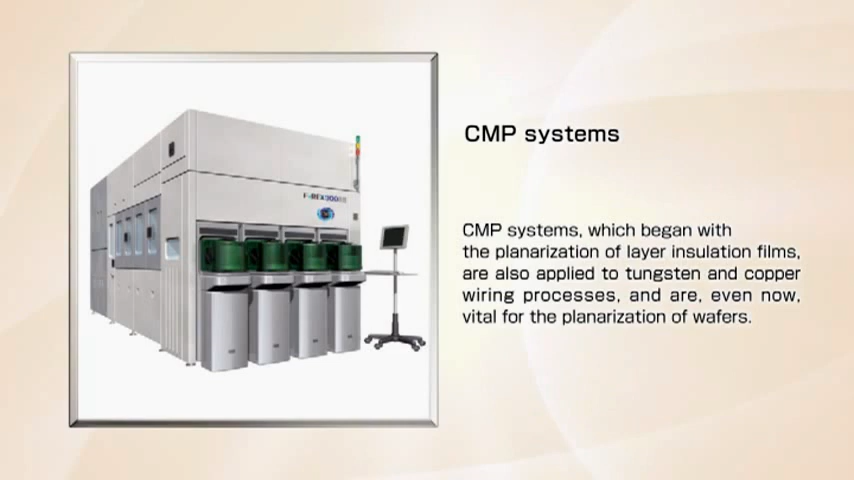 CMP systems
CMP systems, which began with
the planarization of layer insulation films,
are also applied to tungsten and copper
wiring processes, and are, even now,
vital for the planarization of wafers.